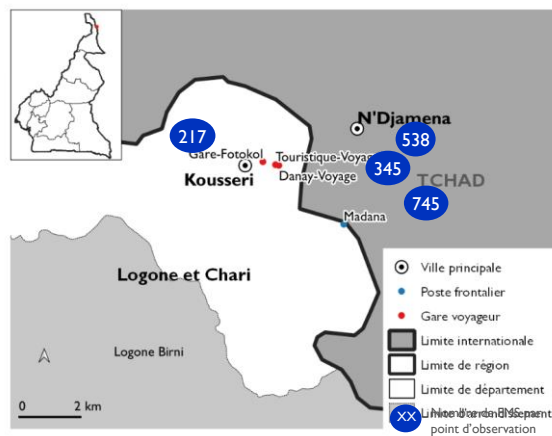 N'Djamena
538
217
Gare-Fotokol
Touristique-Voyag
345
Kousseri
Danay-Voyage
TCHAD
745
Madana
Logone et Chari
Ville principale
Poste frontalier
Gare voyageur
Limite internationale
Logone Birni
Limite de région
Limite de département
0 2 km
XX
point d'observation